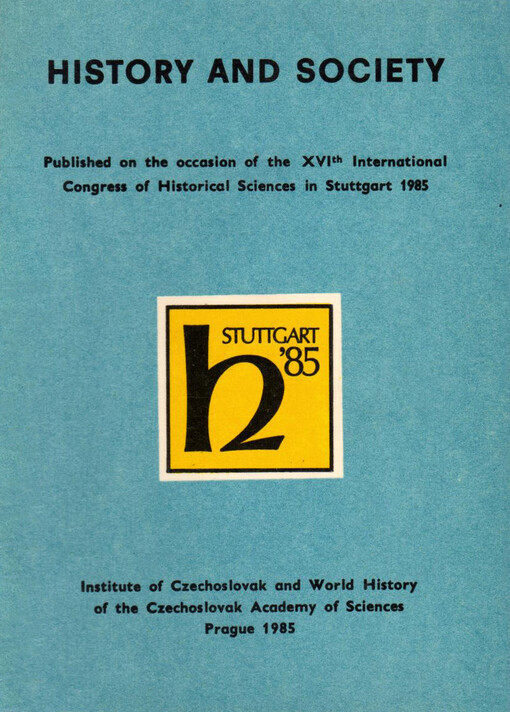 HISTORY AND SOCIETY
Published on the occasion of the XVIth International
Congress of Historical Sciences in Stuttgart 1985
h
STUTTGART
'85
Institute of Czechoslovak and World History
of the Czechoslovak Academy of Sciences
Prague 1985